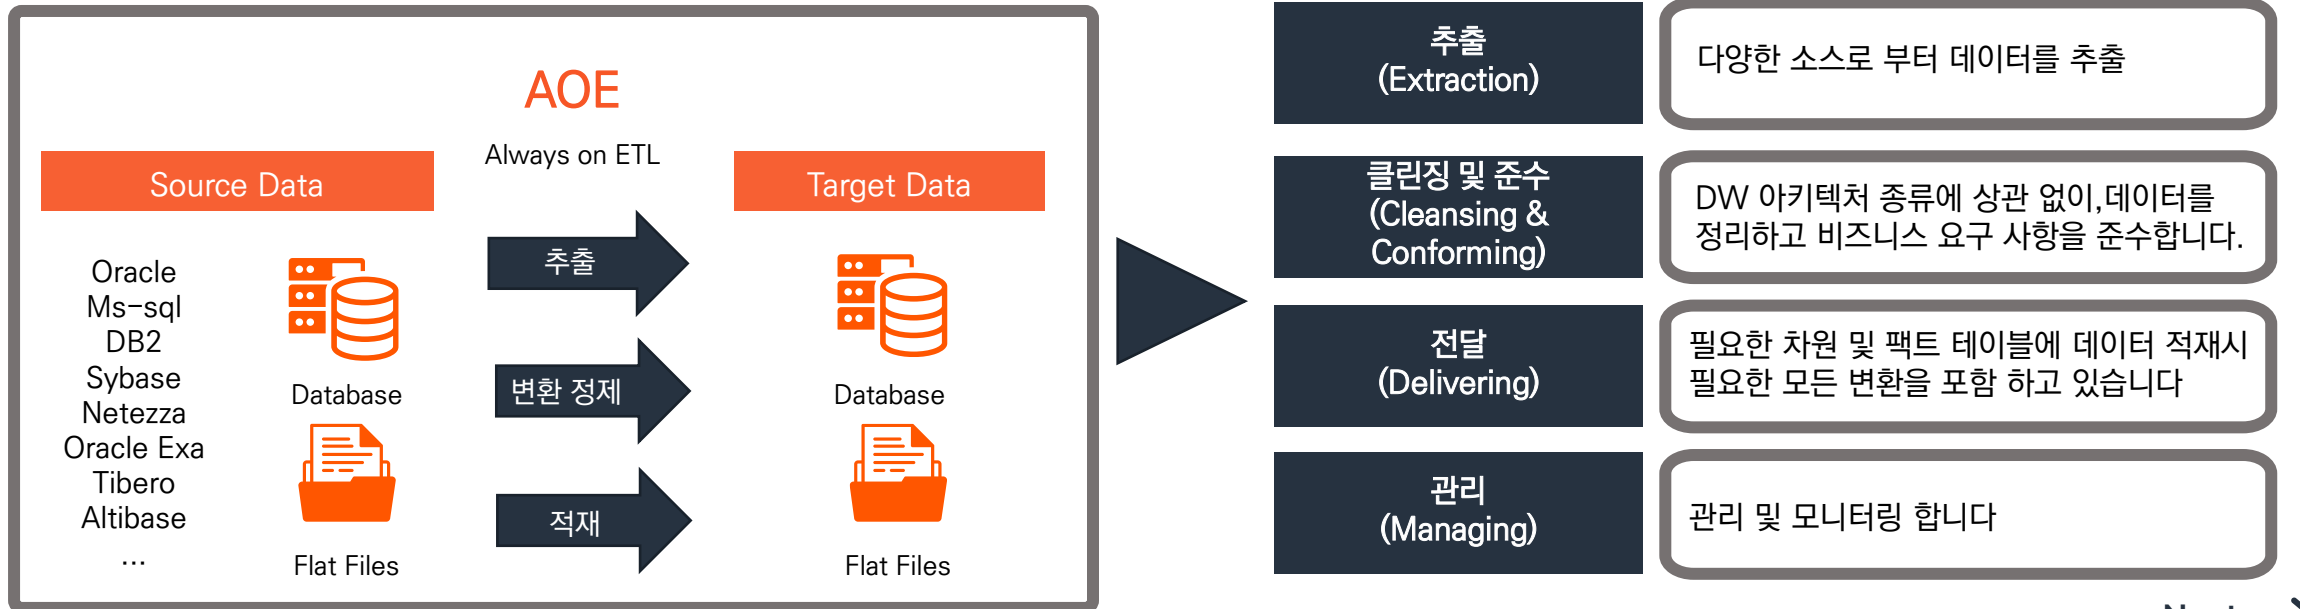 AOE
Always on ETL
Source Data
Target Data
Oracle
Ms-sql
DB2
Sybase
Netezza
Oracle Exa
Tibero
Altibase
...
Database
Flat Files
추출
변환 정제
적재
Database
Flat Files
추출
(Extraction)
다양한 소스로 부터 데이터를 추출
클린징 및 준수
(Cleansing &
Conforming)
DW 아키텍처 종류에 상관 없이,데이터를
정리하고 비즈니스 요구 사항을 준수합니다.
전달
(Delivering)
필요한 차원 및 팩트 테이블에 데이터 적재시
필요한 모든 변환을 포함 하고 있습니다
관리
(Managing)
관리 및 모니터링 합니다